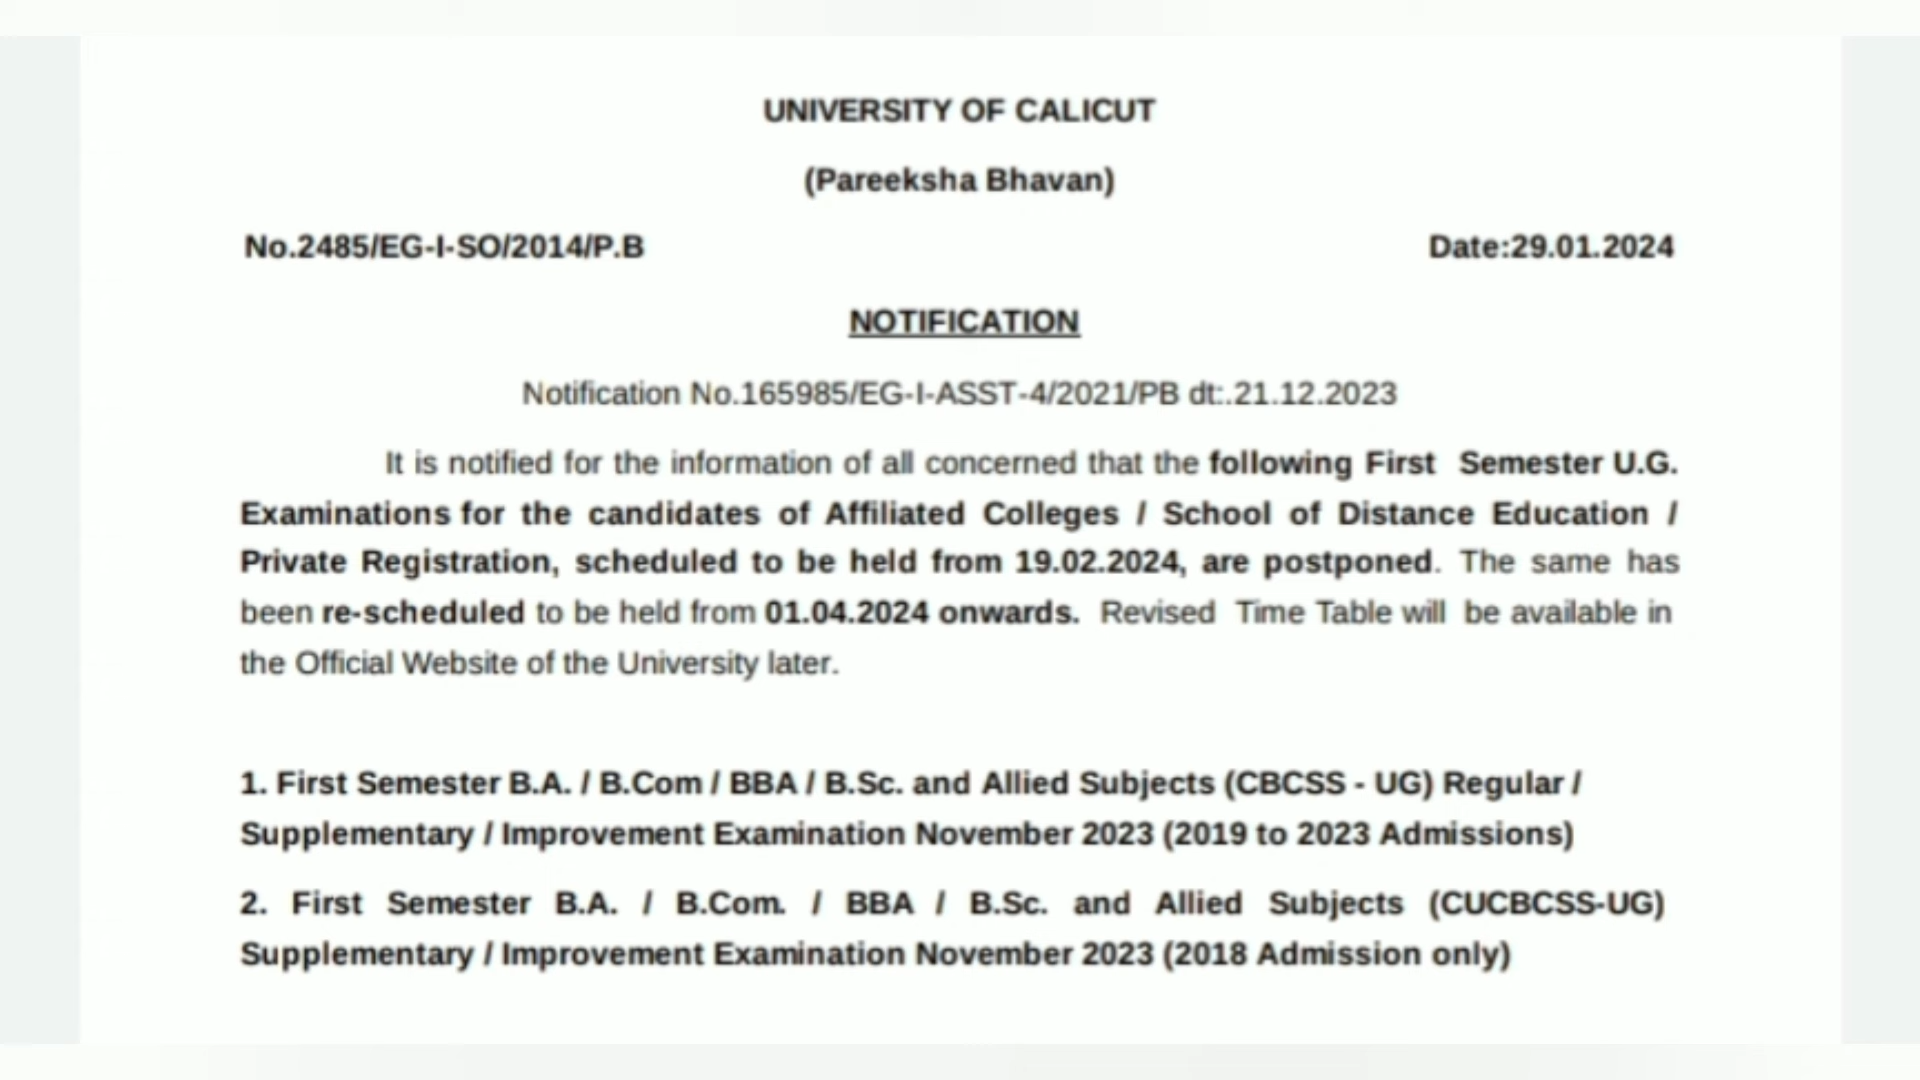 UNIVERSITY OF CALICUT
(Pareeksha Bhavan)
No.2485/EG-I-SO/2014/P.B Date:29.01.2024
NOTIFICATION
Notification No.165985/EG-I-ASST-4/2021/PB dt:.21.12.2023
It is notified for the information of all concerned that the following First Semester U.G.
Examinations for the candidates of Affiliated Colleges / School of Distance Education /
Private Registration, scheduled to be held from 19.02.2024, are postponed. The same has
been re-scheduled to be held from 01.04.2024 onwards. Revised Time Table will be available in
the Official Website of the University later.
1. First Semester B.A. / B.Com / BBA / B.Sc. and Allied Subjects (CBCSS - UG) Regular /
Supplementary / Improvement Examination November 2023 (2019 to 2023 Admissions)
2. First Semester B.A. / B.Com. / BBA / B.Sc. and Allied Subjects (CUCBCSS-UG)
Supplementary / Improvement Examination November 2023 (2018 Admission only)